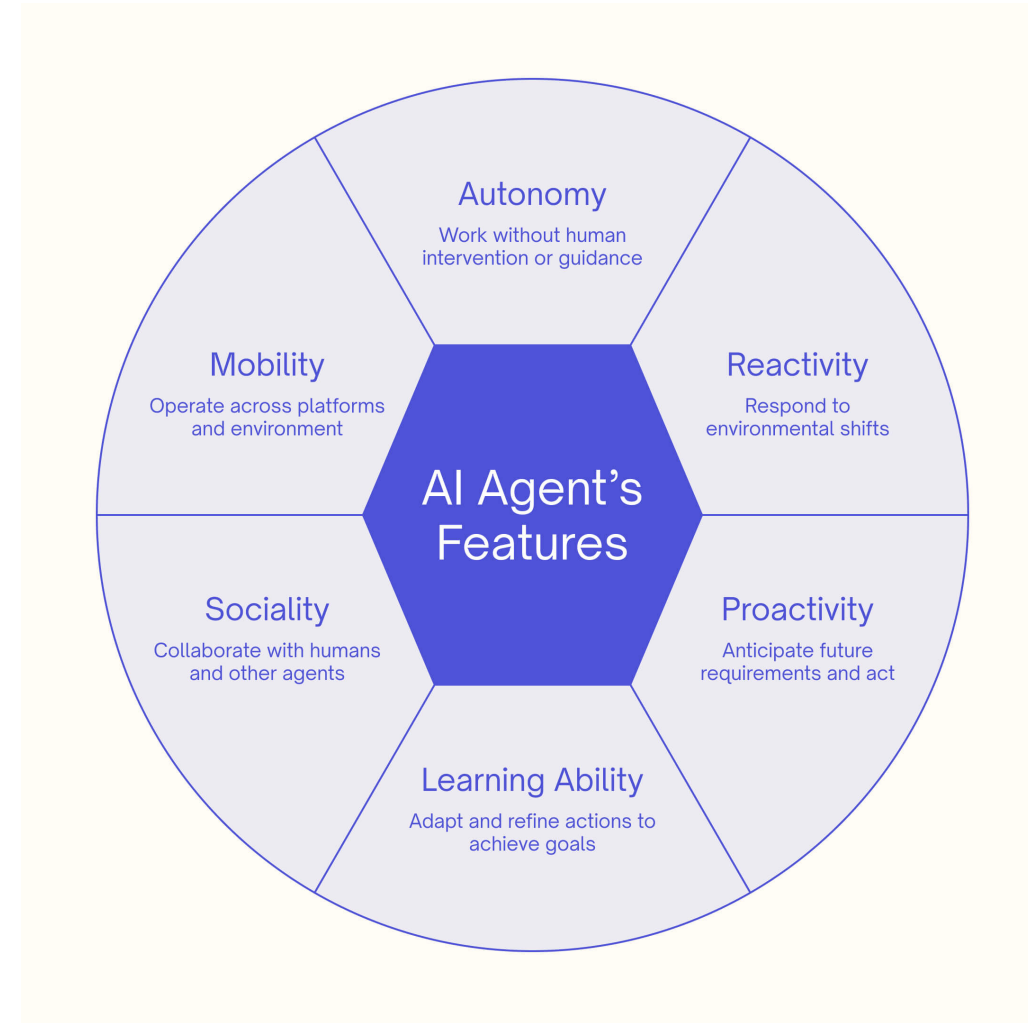 Autonomy
Work without human
intervention or guidance
Mobility
Operate across platforms
and environment
Reactivity
Respond to
environmental shifts
AI Agent’s
Features
Sociality
Collaborate with humans
and other agents
Proactivity
Anticipate future
requirements and act
Learning Ability
Adapt and refine actions to
achieve goals